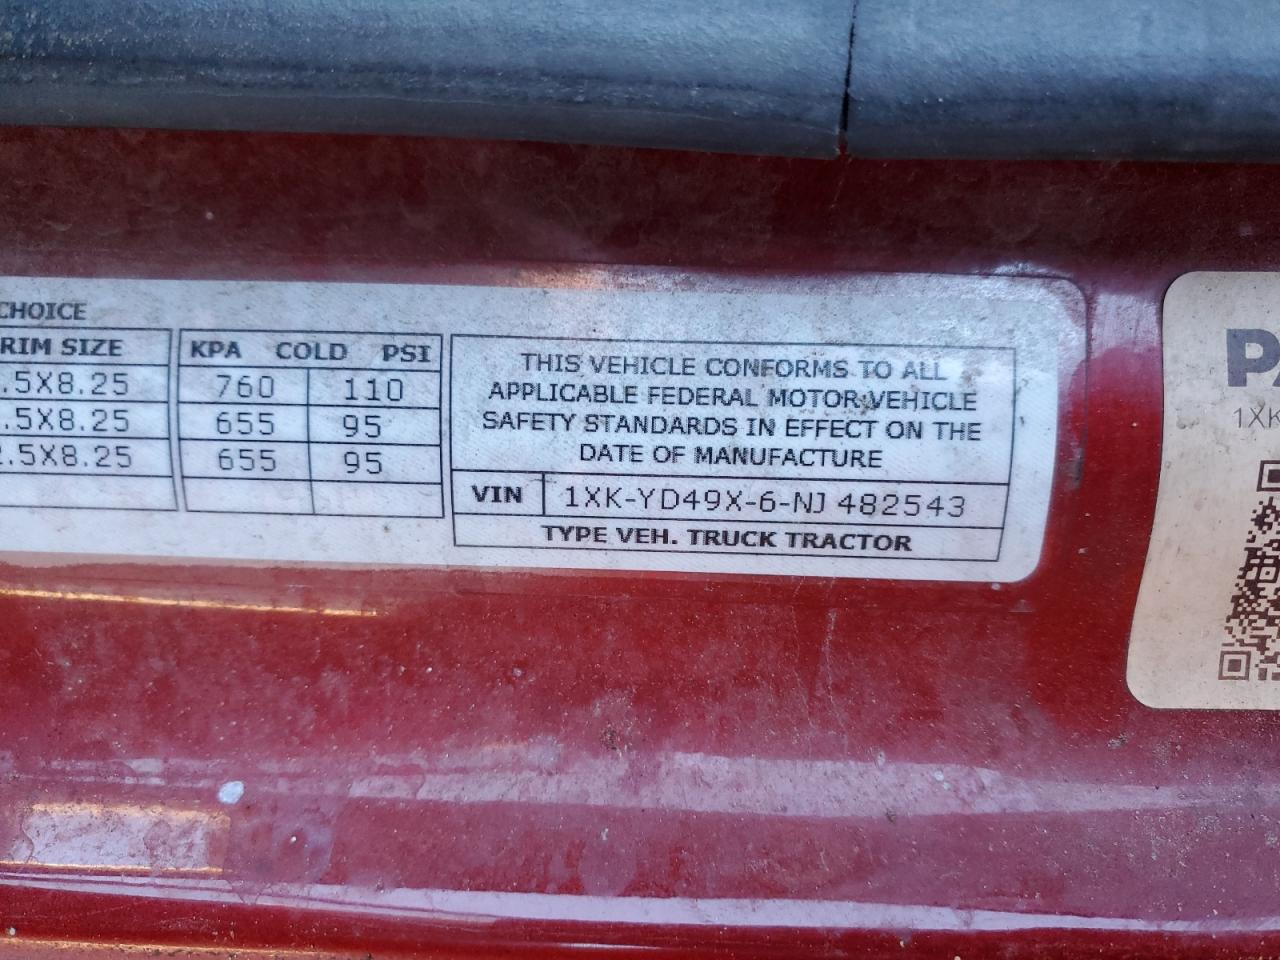 CHOICE
RIM SIZE
.5X8.25
.5X8.25
2.5X8.25
KPA COLD PSI
760 110
655 95
655 95
THIS VEHICLE CONFORMS TO ALL
APPLICABLE FEDERAL MOTOR VEHICLE
SAFETY STANDARDS IN EFFECT ON THE
DATE OF MANUFACTURE
VIN 1XK-YD49X-6-NJ 482543
TYPE VEH. TRUCK TRACTOR
PA
1XK